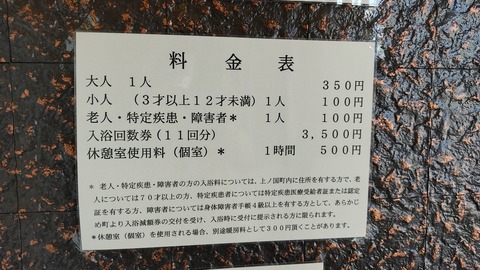 料金表
大人 1人 350円
小人 (3才以上12才未満) 1人 100円
老人・特定疾患・障害者* 1人 100円
入浴回数券(11回分) 3,500円
休憩室使用料(個室)* 1時間 500円
* 老人・特定疾患・障害者の方の入浴料については、上ノ国町内に住所を有する方で、老
人については70才以上の方、特定疾患者については特定疾患医療受給者証または認定
証を有する方、障害者については身体障害者手帳4級以上を有する方として、あらかじ
め町より入浴減額券の交付を受け、入浴時に受付に提示される方に限られます。
*休憩室(個室)を使用される場合、別途暖房料として300円頂くことがあります。